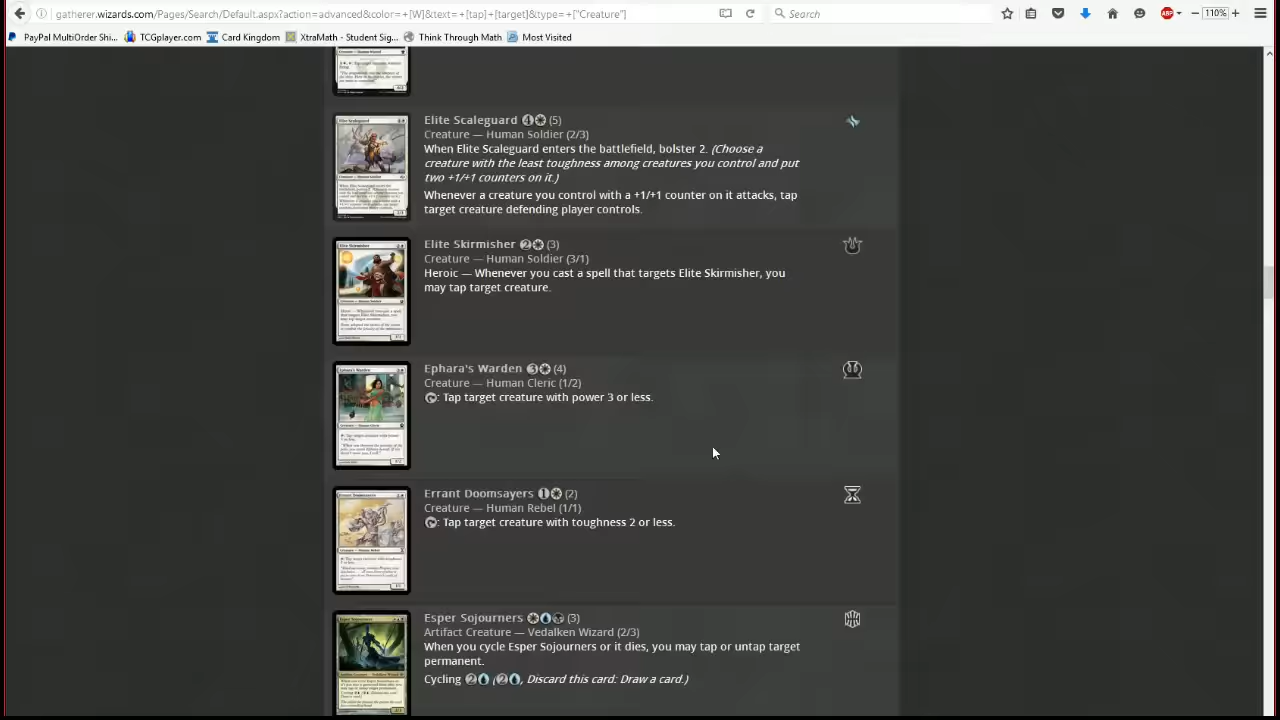 gatherer.wizards.com/Pages/Search/Default.aspx?action=advanced&color=+[W]&text=+[tap]+[target]&type=+["Creature"]
Search
ABP
110%
PayPal MultiOrder Shi...
TCGplayer.com
Card Kingdom
XtraMath - Student Sig...
Think Through Math
Most Visited
Elite Scaleguard 4 (5)
Creature — Human Soldier (2/3)
When Elite Scaleguard enters the battlefield, bolster 2. (Choose a
creature with the least toughness among creatures you control and put
two +1/+1 counters on it.)
Whenever a creature you control with a +1/+1 counter on it attacks, tap
target creature defending player controls.
Elite Skirmisher 2 (3)
Creature — Human Soldier (3/1)
Heroic — Whenever you cast a spell that targets Elite Skirmisher, you
may tap target creature.
Ephara's Warden 3 (4)
Creature — Human Cleric (1/2)
: Tap target creature with power 3 or less.
Errant Doomsayers 1 (2)
Creature — Human Rebel (1/1)
: Tap target creature with toughness 2 or less.
Esper Sojourners (3)
Artifact Creature — Vedalken Wizard (2/3)
When you cycle Esper Sojourners or it dies, you may tap or untap target
permanent.
Cycling 2 (2, Discard this card: Draw a card.)